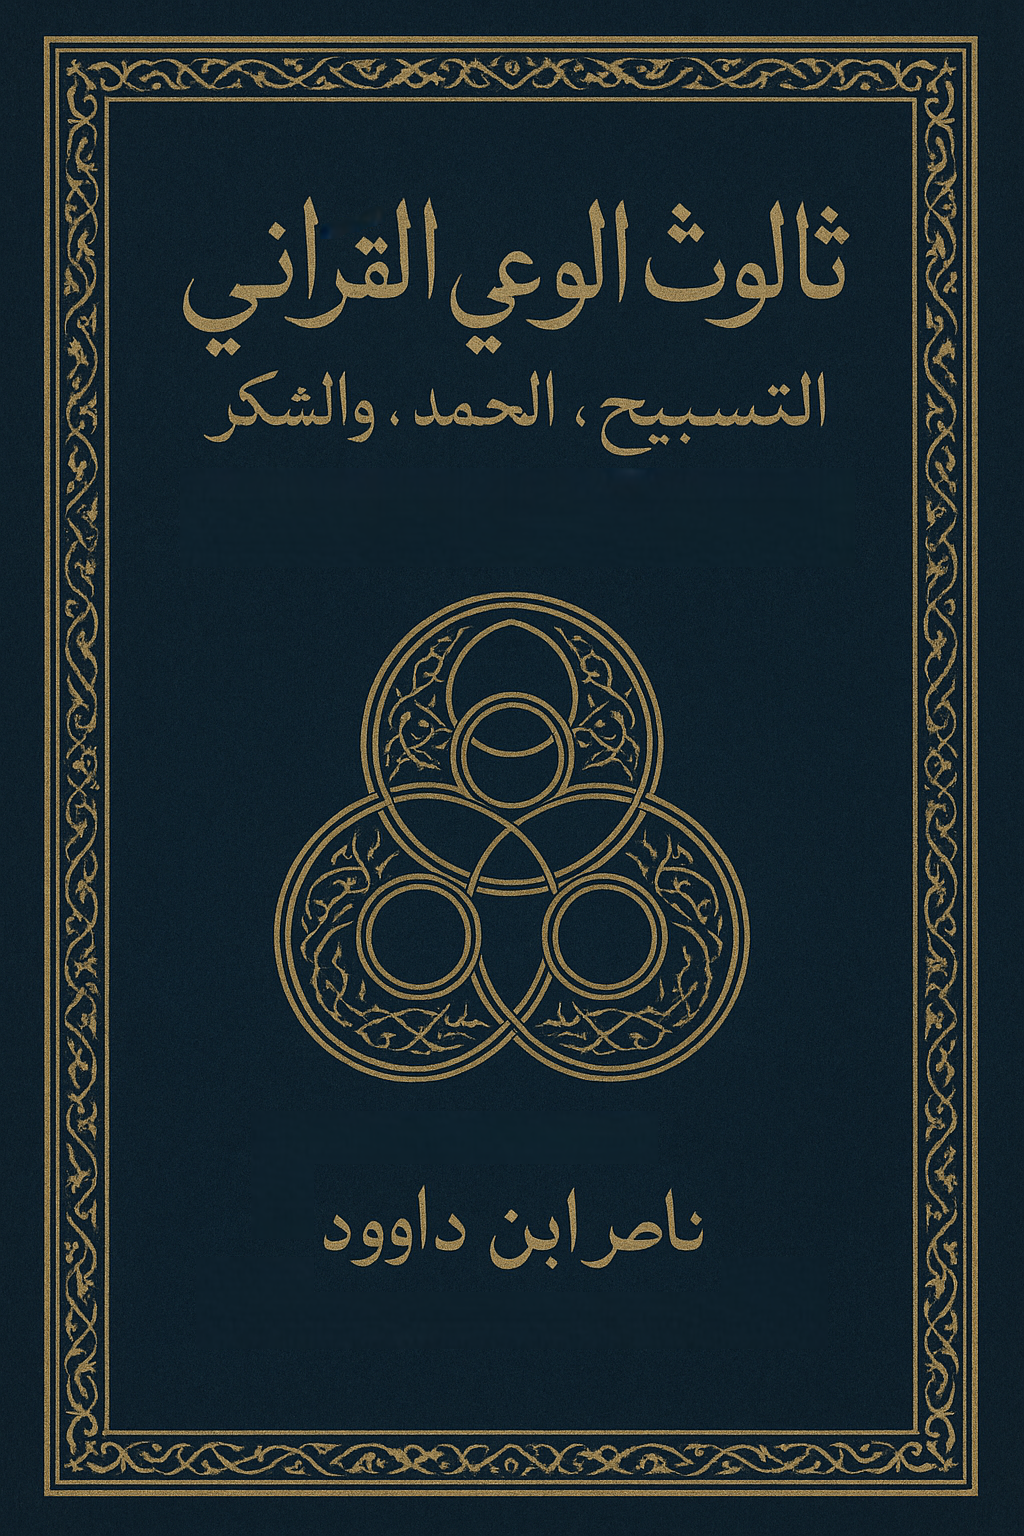 ثالوث الوعي القراني
التسبيح، الحمد، والشكر
ناصر ابن داوود